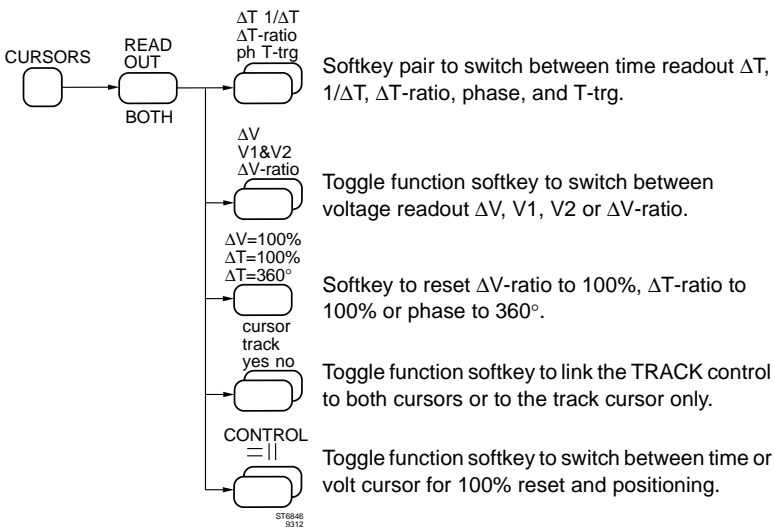 CURSORS
READ
OUT
BOTH
ΔT 1/ΔT
ΔT-ratio
ph T-trg
Softkey pair to switch between time readout ΔT,
1/ΔT, ΔT-ratio, phase, and T-trg.
ΔV
V1&V2
ΔV-ratio
Toggle function softkey to switch between
voltage readout ΔV, V1, V2 or ΔV-ratio.
ΔV=100%
ΔT=100%
ΔT=360°
Softkey to reset ΔV-ratio to 100%, ΔT-ratio to
100% or phase to 360°.
cursor
track
yes no
Toggle function softkey to link the TRACK control
to both cursors or to the track cursor only.
CONTROL
Toggle function softkey to switch between time or
volt cursor for 100% reset and positioning.
ST6846
9312